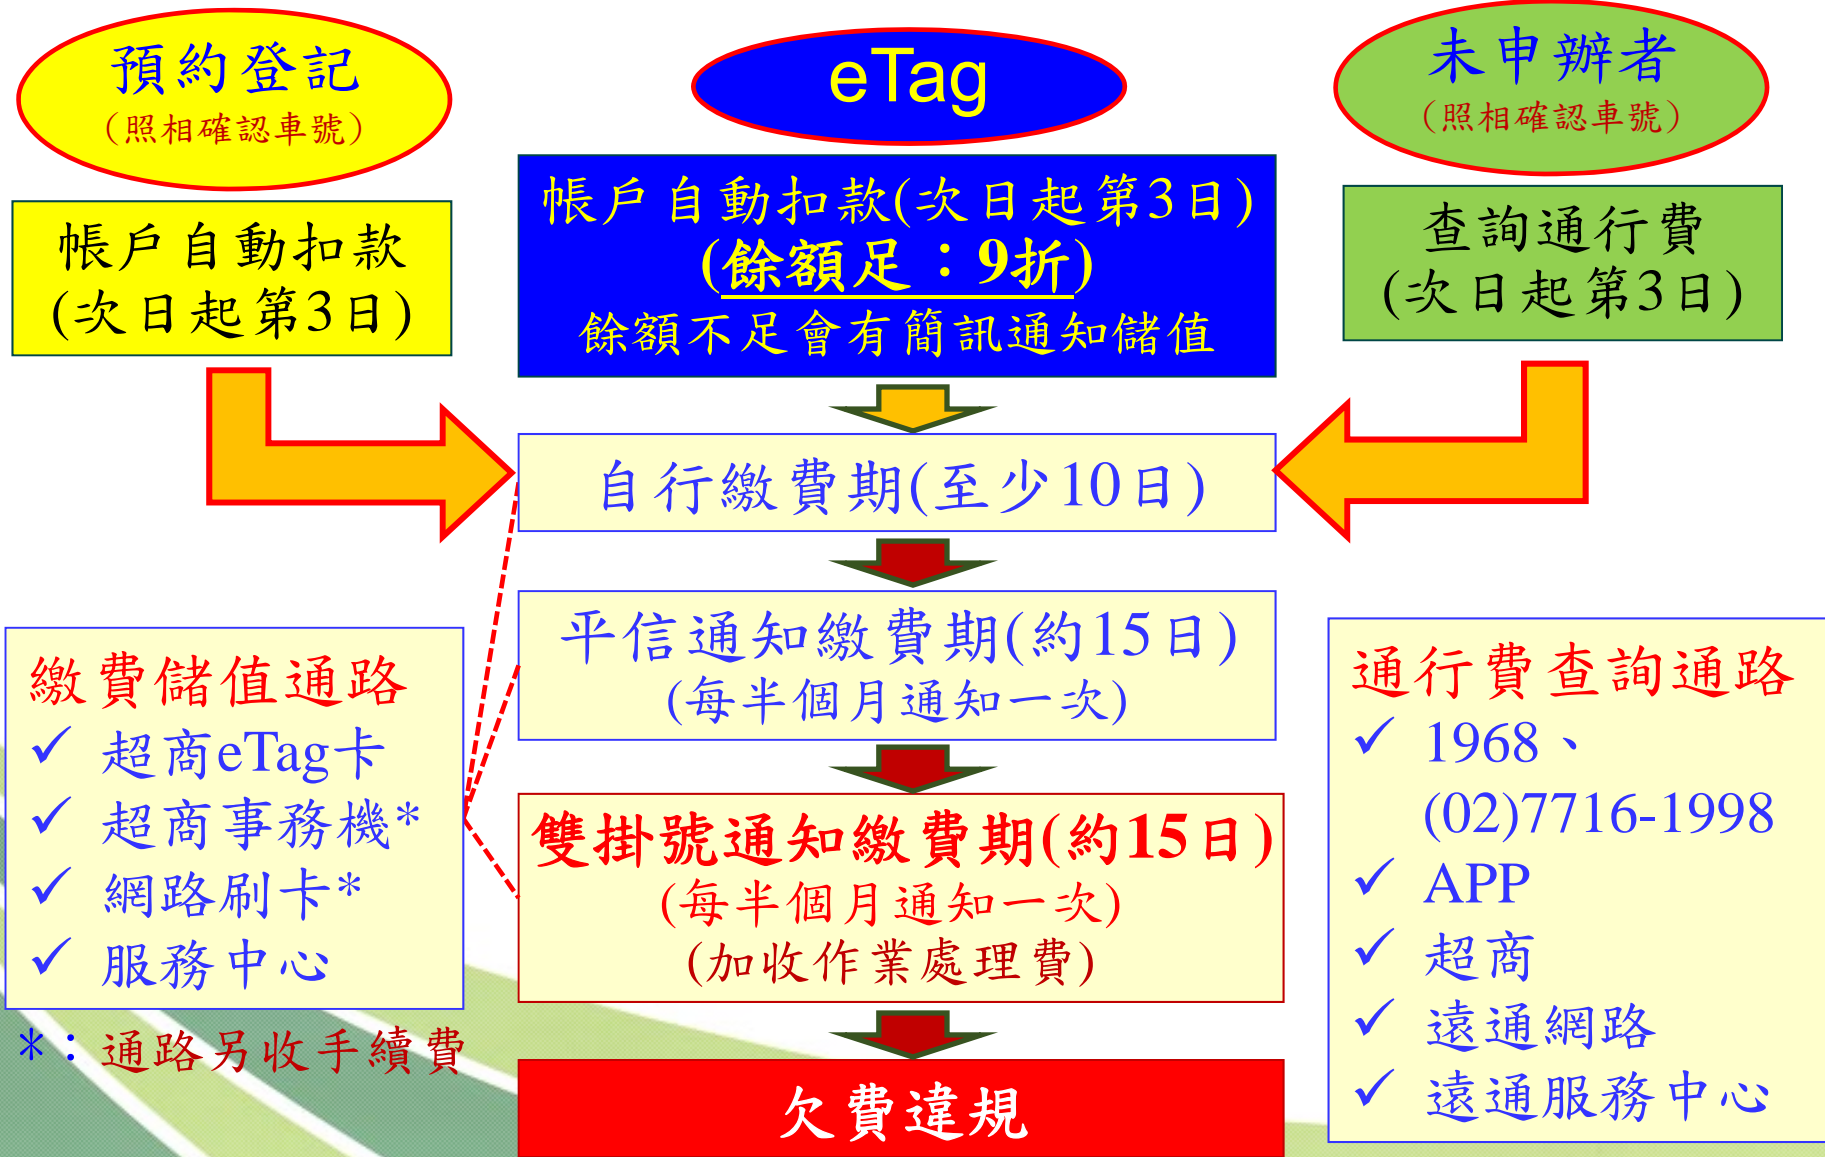 預約登記
（照相確認車號）
帳戶自動扣款
(次日起第3日)
eTag
帳戶自動扣款(次日起第3日)
(餘額足：9折)
餘額不足會有簡訊通知儲值
未申辦者
（照相確認車號）
查詢通行費
(次日起第3日)
自行繳費期(至少10日)
平信通知繳費期(約15日)
(每半個月通知一次)
雙掛號通知繳費期(約15日)
(每半個月通知一次)
(加收作業處理費)
欠費違規
繳費儲值通路
✓ 超商eTag卡
✓ 超商事務機*
✓ 網路刷卡*
✓ 服務中心
*：通路另收手續費
通行費查詢通路
✓ 1968、
(02)7716-1998
✓ APP
✓ 超商
✓ 遠通網路
✓ 遠通服務中心